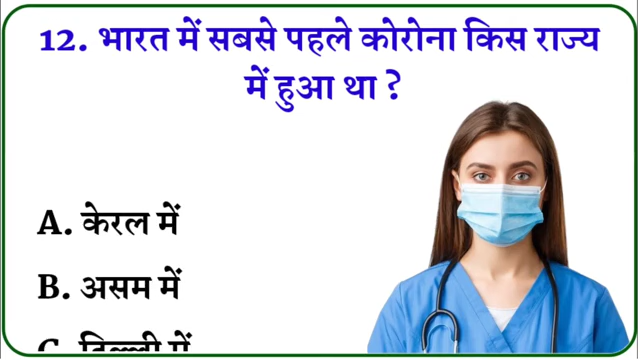 12. भारत में सबसे पहले कोरोना किस राज्य
में हुआ था ?
A. केरल में
B. असम में
C. दिल्ली में